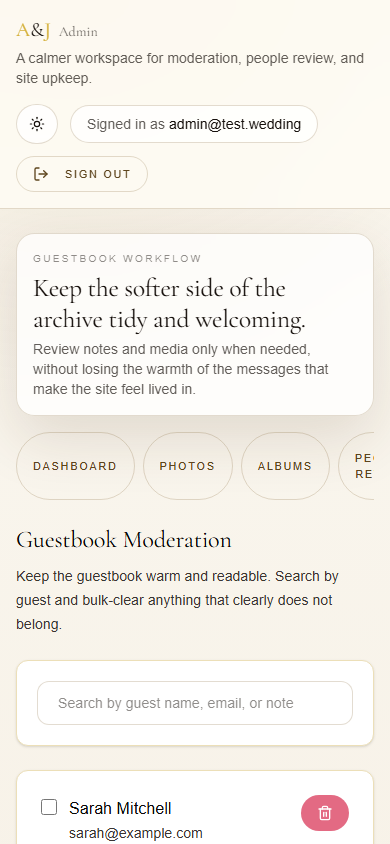 A&J Admin
A calmer workspace for moderation, people review, and
site upkeep.
Signed in as admin@test.wedding
SIGN OUT
GUESTBOOK WORKFLOW
Keep the softer side of the
archive tidy and welcoming.
Review notes and media only when needed,
without losing the warmth of the messages that
make the site feel lived in.
DASHBOARD
PHOTOS
ALBUMS
Guestbook Moderation
Keep the guestbook warm and readable. Search by
guest and bulk-clear anything that clearly does not
belong.
Search by guest name, email, or note
Sarah Mitchell
sarah@example.com